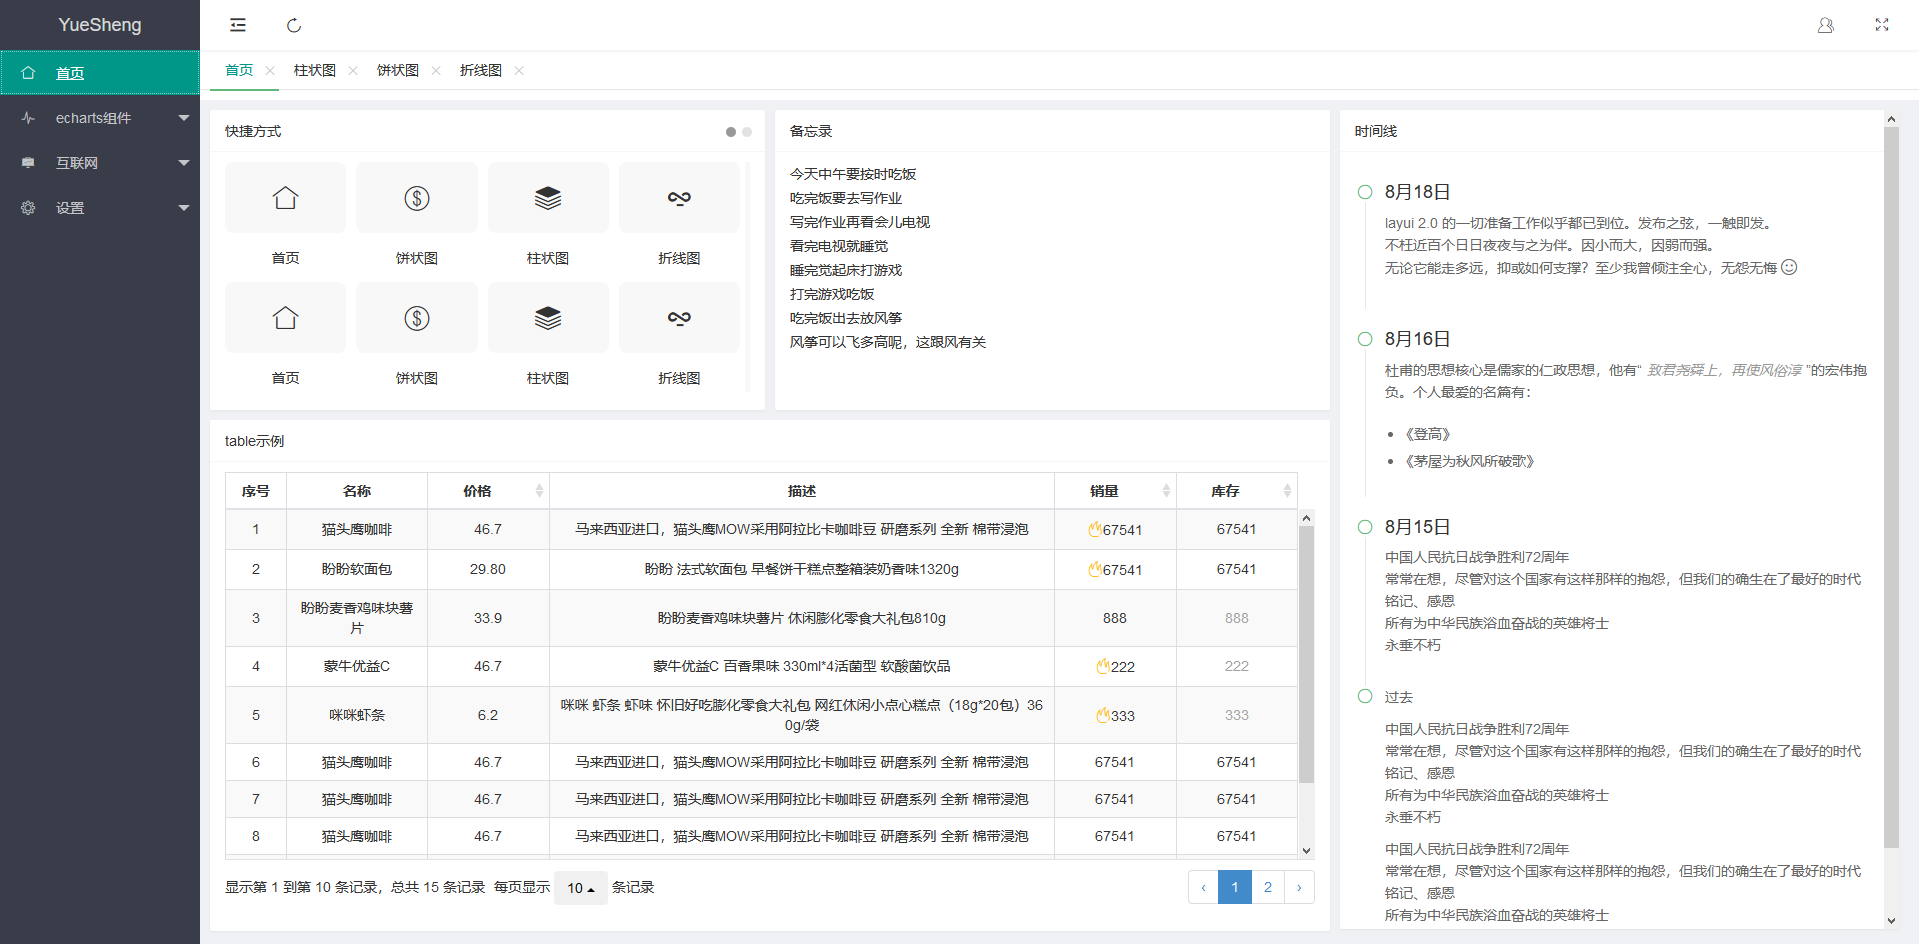 YueSheng
首页
echarts组件
互联网
设置
首页 柱状图 饼状图 折线图
快捷方式
首页 饼状图 柱状图 折线图
首页 饼状图 柱状图 折线图
备忘录
今天中午要按时吃饭
吃完饭要去写作业
写完作业再看会儿电视
看完电视就睡觉
睡完觉起床打游戏
打完游戏吃饭
吃完饭出去放风筝
风筝可以飞多高呢，这跟风有关
table示例
序号 名称 价格 描述 销量 库存
1 猫头鹰咖啡 46.7 马来西亚进口，猫头鹰MOW采用阿拉比卡咖啡豆 研磨系列 全新 棉带浸泡 67541 67541
2 盼盼软面包 29.80 盼盼 法式软面包 早餐饼干糕点整箱装奶香味1320g 67541 67541
3 盼盼麦香鸡味块薯片 33.9 盼盼麦香鸡味块薯片 休闲膨化零食大礼包810g 888 888
4 蒙牛优益C 46.7 蒙牛优益C 百香果味 330ml*4活菌型 软酸菌饮品 222 222
5 咪咪虾条 6.2 咪咪 虾条 虾味 怀旧好吃膨化零食大礼包 网红休闲小点心糕点（18g*20包）360g/袋 333 333
6 猫头鹰咖啡 46.7 马来西亚进口，猫头鹰MOW采用阿拉比卡咖啡豆 研磨系列 全新 棉带浸泡 67541 67541
7 猫头鹰咖啡 46.7 马来西亚进口，猫头鹰MOW采用阿拉比卡咖啡豆 研磨系列 全新 棉带浸泡 67541 67541
8 猫头鹰咖啡 46.7 马来西亚进口，猫头鹰MOW采用阿拉比卡咖啡豆 研磨系列 全新 棉带浸泡 67541 67541
显示第 1 到第 10 条记录，总共 15 条记录 每页显示 10 条记录
‹ 1 2 ›
时间线
8月18日
layui 2.0 的一切准备工作似乎都已到位。发布之弦，一触即发。
不枉近百个日日夜夜与之为伴。因小而大，因弱而强。
无论它能走多远，抑或如何支撑？至少我曾倾注全心，无怨无悔
8月16日
杜甫的思想核心是儒家的仁政思想，他有“ 致君尧舜上，再使风俗淳 ”的宏伟抱
负。个人最爱的名篇有：
• 《登高》
• 《茅屋为秋风所破歌》
8月15日
中国人民抗日战争胜利72周年
常常在想，尽管对这个国家有这样那样的抱怨，但我们的确生在了最好的时代
铭记、感恩
所有为中华民族浴血奋战的英雄将士
永垂不朽
过去
中国人民抗日战争胜利72周年
常常在想，尽管对这个国家有这样那样的抱怨，但我们的确生在了最好的时代
铭记、感恩
所有为中华民族浴血奋战的英雄将士
永垂不朽
中国人民抗日战争胜利72周年
常常在想，尽管对这个国家有这样那样的抱怨，但我们的确生在了最好的时代
铭记、感恩
所有为中华民族浴血奋战的英雄将士